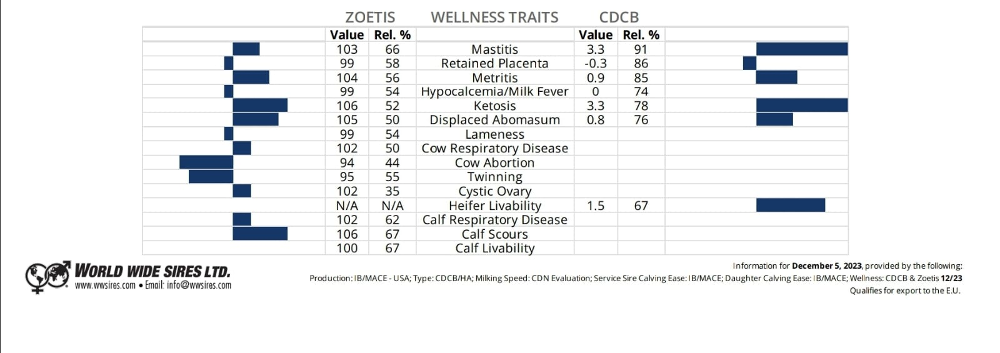 ZOETIS WELLNESS TRAITS CDCB
Value Rel. % Value Rel. %
103 66 Mastitis 3.3 91
99 58 Retained Placenta -0.3 86
104 56 Metritis 0.9 85
99 54 Hypocalcemia/Milk Fever 0 74
106 52 Ketosis 3.3 78
105 50 Displaced Abomasum 0.8 76
99 54 Lameness
102 50 Cow Respiratory Disease
94 44 Cow Abortion
95 55 Twinning
102 35 Cystic Ovary
N/A N/A Heifer Livability 1.5 67
102 62 Calf Respiratory Disease
106 67 Calf Scours
100 67 Calf Livability
WORLD WIDE SIRES LTD.
www.wwsires.com • Email: info@wwsires.com
Information for December 5, 2023, provided by the following:
Production: IB/MACE - USA; Type: CDCB/HA; Milking Speed: CDN Evaluation; Service Sire Calving Ease: IB/MACE; Daughter Calving Ease: IB/MACE; Wellness: CDCB & Zoetis 12/23
Qualifies for export to the E.U.